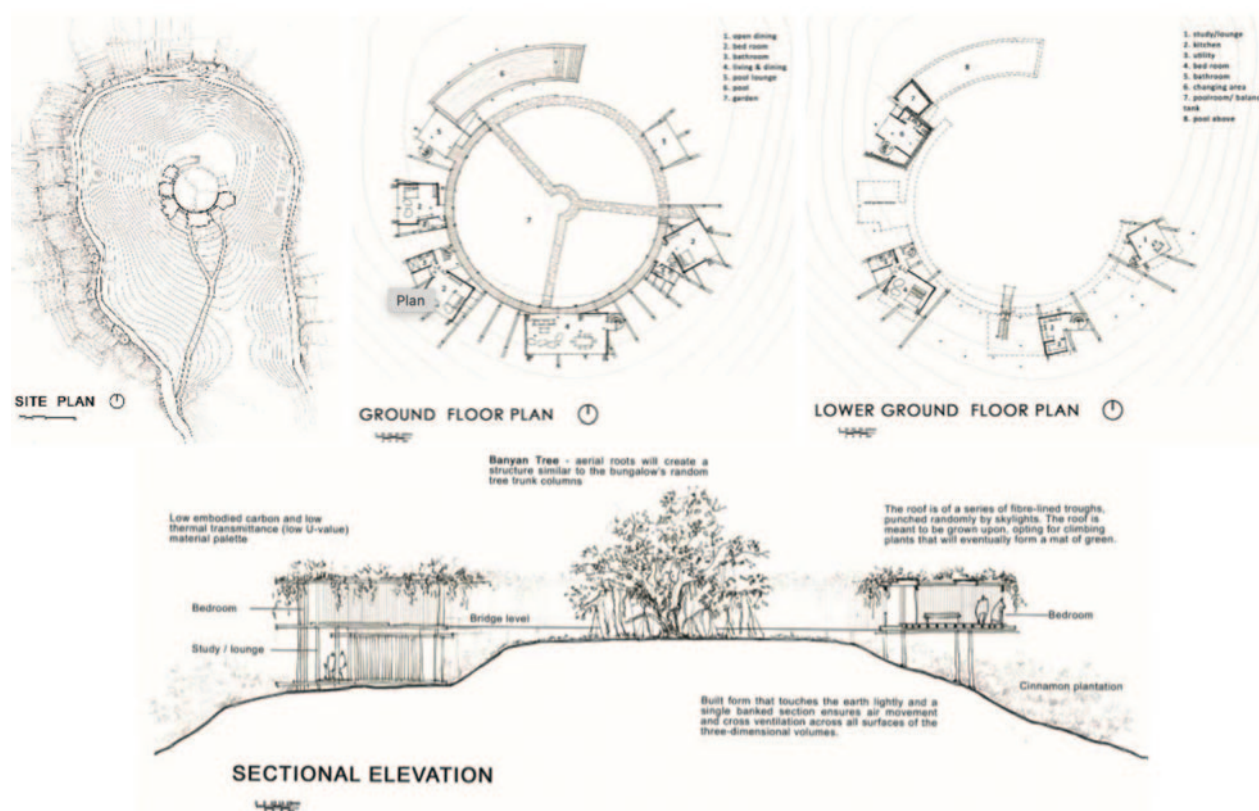 1. open dining
2. bed room
3. bathroom
4. living & dining
5. pool lounge
6. pool
7. garden
1. study/lounge
2. kitchen
3. utility
4. bed room
5. bathroom
6. changing area
7. poolroom/ balance
tank
8. pool above
Plan
SITE PLAN
GROUND FLOOR PLAN
LOWER GROUND FLOOR PLAN
Banyan Tree - aerial roots will create a
structure similar to the bungalow's random
tree trunk columns
Low embodied carbon and low
thermal transmittance (low U-value)
material palette
The roof is of a series of fibre-lined troughs,
punched randomly by skylights. The roof is
meant to be grown upon, opting for climbing
plants that will eventually form a mat of green.
Bedroom
Bridge level
Bedroom
Study / lounge
Cinnamon plantation
Built form that touches the earth lightly and a
single banked section ensures air movement
and cross ventilation across all surfaces of the
three-dimensional volumes.
SECTIONAL ELEVATION